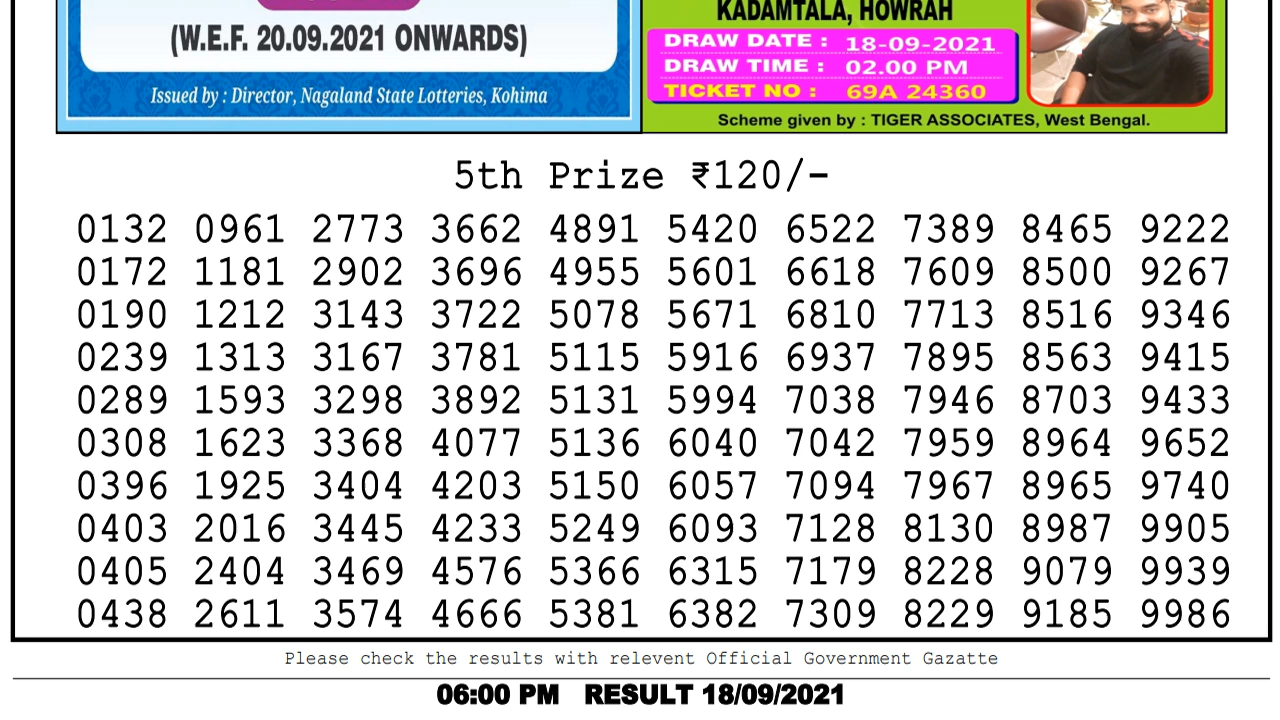 (W.E.F. 20.09.2021 ONWARDS)
Issued by : Director, Nagaland State Lotteries, Kohima
KADAMTALA, HOWRAH
DRAW DATE : 18-09-2021
DRAW TIME : 02.00 PM
TICKET NO : 69A 24360
Scheme given by : TIGER ASSOCIATES, West Bengal.
5th Prize ₹120/-
0132 0961 2773 3662 4891 5420 6522 7389 8465 9222
0172 1181 2902 3696 4955 5601 6618 7609 8500 9267
0190 1212 3143 3722 5078 5671 6810 7713 8516 9346
0239 1313 3167 3781 5115 5916 6937 7895 8563 9415
0289 1593 3298 3892 5131 5994 7038 7946 8703 9433
0308 1623 3368 4077 5136 6040 7042 7959 8964 9652
0396 1925 3404 4203 5150 6057 7094 7967 8965 9740
0403 2016 3445 4233 5249 6093 7128 8130 8987 9905
0405 2404 3469 4576 5366 6315 7179 8228 9079 9939
0438 2611 3574 4666 5381 6382 7309 8229 9185 9986
Please check the results with relevent Official Government Gazatte
06:00 PM RESULT 18/09/2021